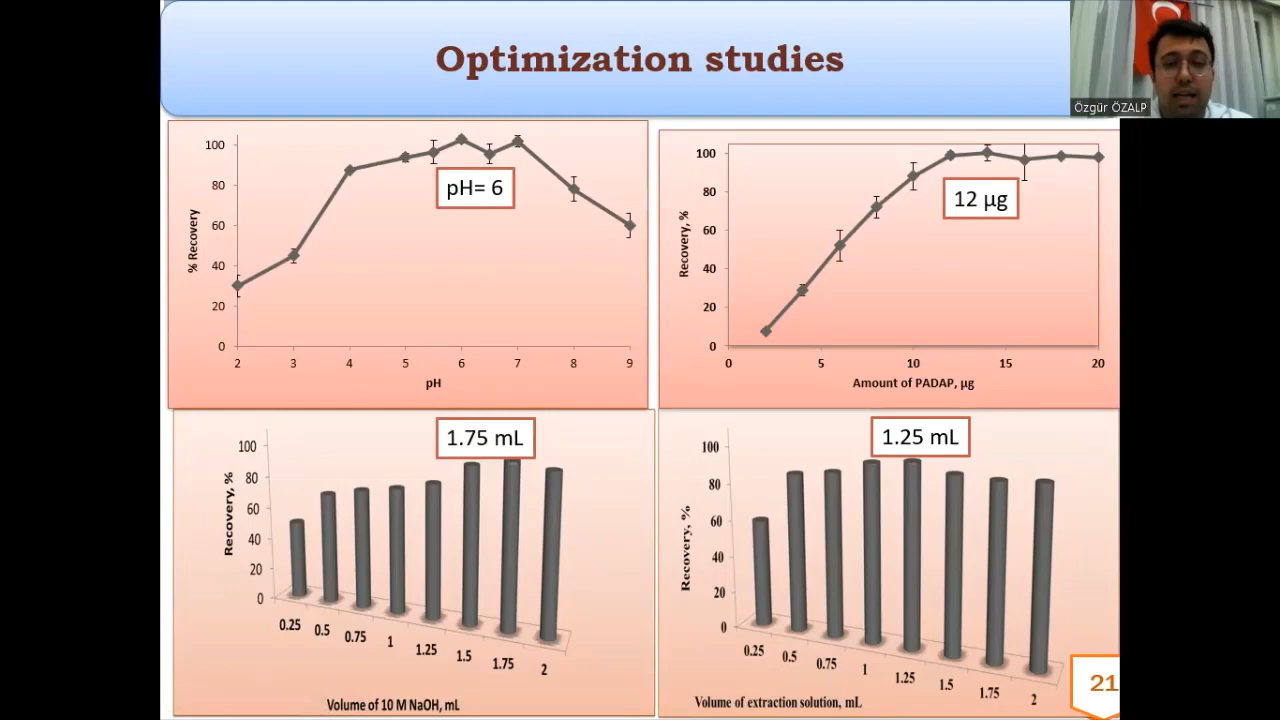 Optimization studies
Özgür ÖZALP
% Recovery
100
80
60
40
20
0
pH= 6
2 3 4 5 6 7 8 9
pH
Recovery, %
100
80
60
40
20
0
12 µg
0 5 10 15 20
Amount of PADAP, µg
Recovery, %
100
80
60
40
20
0
1.75 mL
0.25 0.5 0.75 1 1.25 1.5 1.75 2
Volume of 10 M NaOH, mL
Recovery, %
100
80
60
40
20
0
1.25 mL
0.25 0.5 0.75 1 1.25 1.5 1.75 2
Volume of extraction solution, mL
21